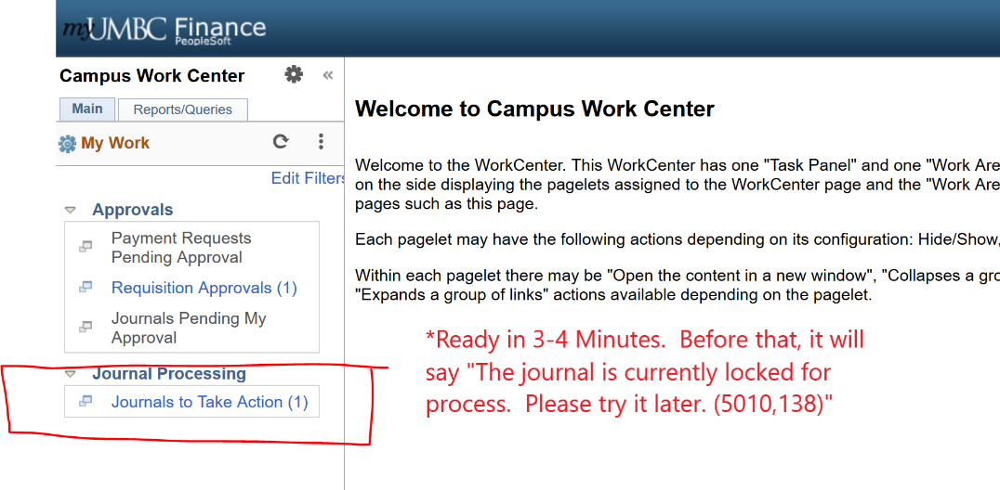 myUMBC Finance
PeopleSoft
Campus Work Center
«
Main
Reports/Queries
My Work
Edit Filters
Approvals
Payment Requests
Pending Approval
Requisition Approvals (1)
Journals Pending My
Approval
Journal Processing
Journals to Take Action (1)
Welcome to Campus Work Center
Welcome to the WorkCenter. This WorkCenter has one "Task Panel" and one "Work Are
on the side displaying the pagelets assigned to the WorkCenter page and the "Work Are
pages such as this page.
Each pagelet may have the following actions depending on its configuration: Hide/Show,
Within each pagelet there may be "Open the content in a new window", "Collapses a gro
"Expands a group of links" actions available depending on the pagelet.
*Ready in 3-4 Minutes.  Before that, it will
say "The journal is currently locked for
process.  Please try it later. (5010,138)"